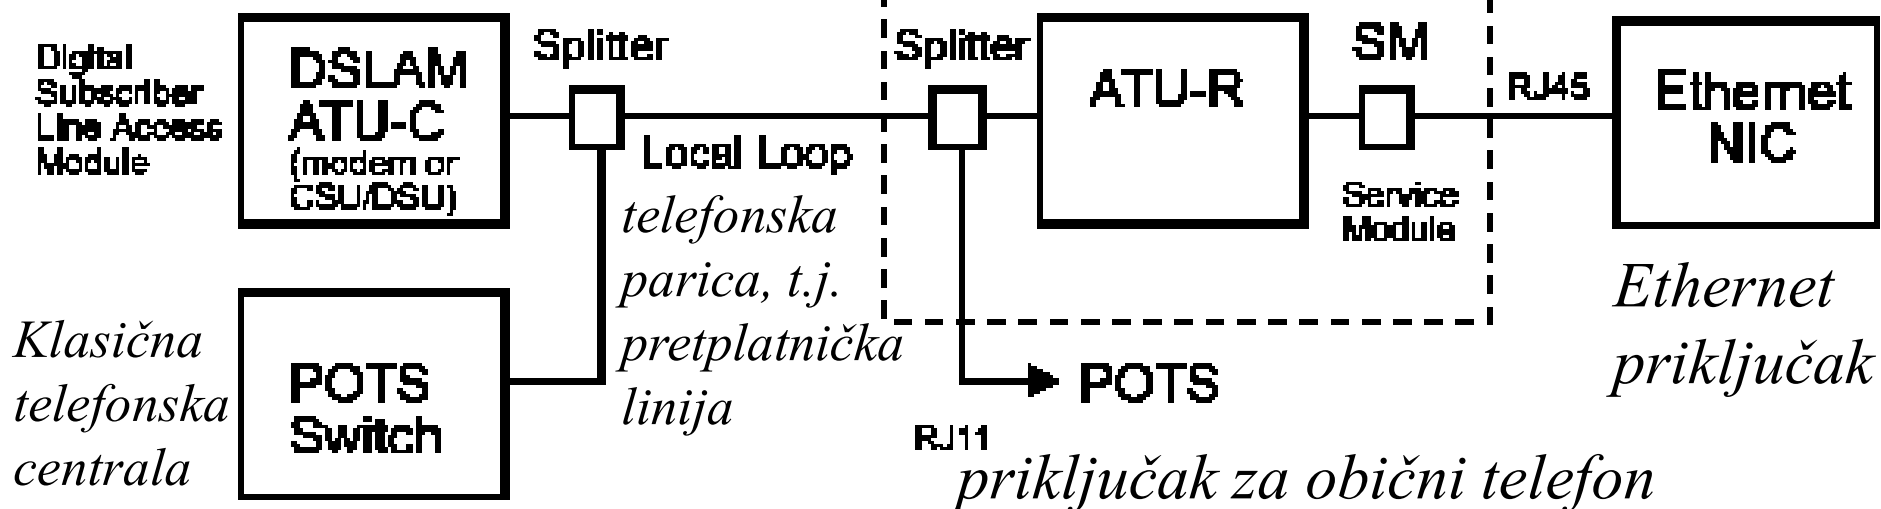 Digital
Subscriber
Line Access
Module
DSLAM
ATU-C
(modem or
CSU/DSU)
Splitter
Local Loop
telefonska
parica, t.j.
pretplatnička
linija
Splitter
ATU-R
SM
Service
Module
RJ45
Ethernet
NIC
Ethernet
priključak
Klasična
telefonska
centrala
POTS
Switch
POTS
RJ11
priključak za obični telefon